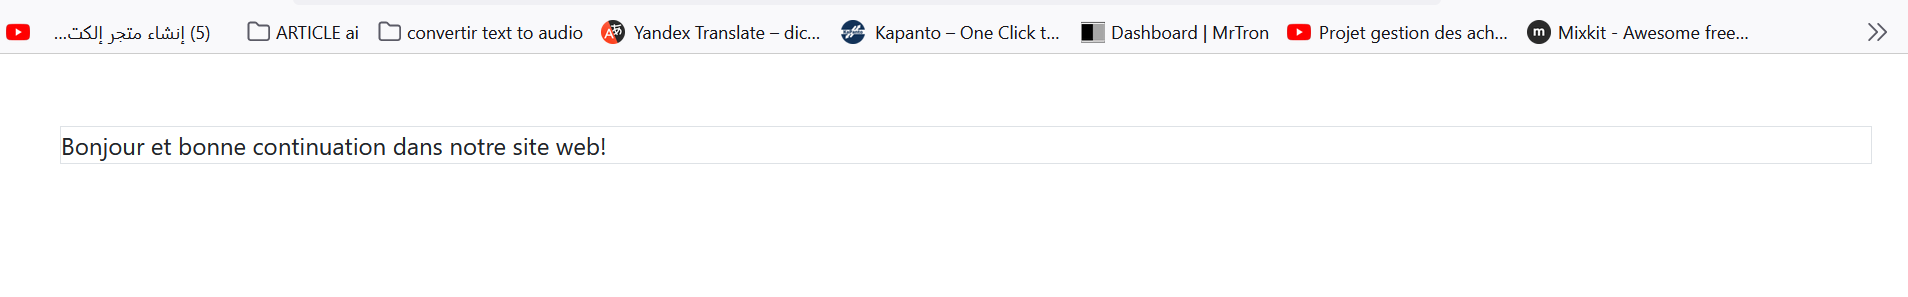 (5) إنشاء متجر إلكت...
ARTICLE ai
convertir text to audio
Yandex Translate – dic...
Kapanto – One Click t...
Dashboard | MrTron
Projet gestion des ach...
m Mixkit - Awesome free...
Bonjour et bonne continuation dans notre site web!